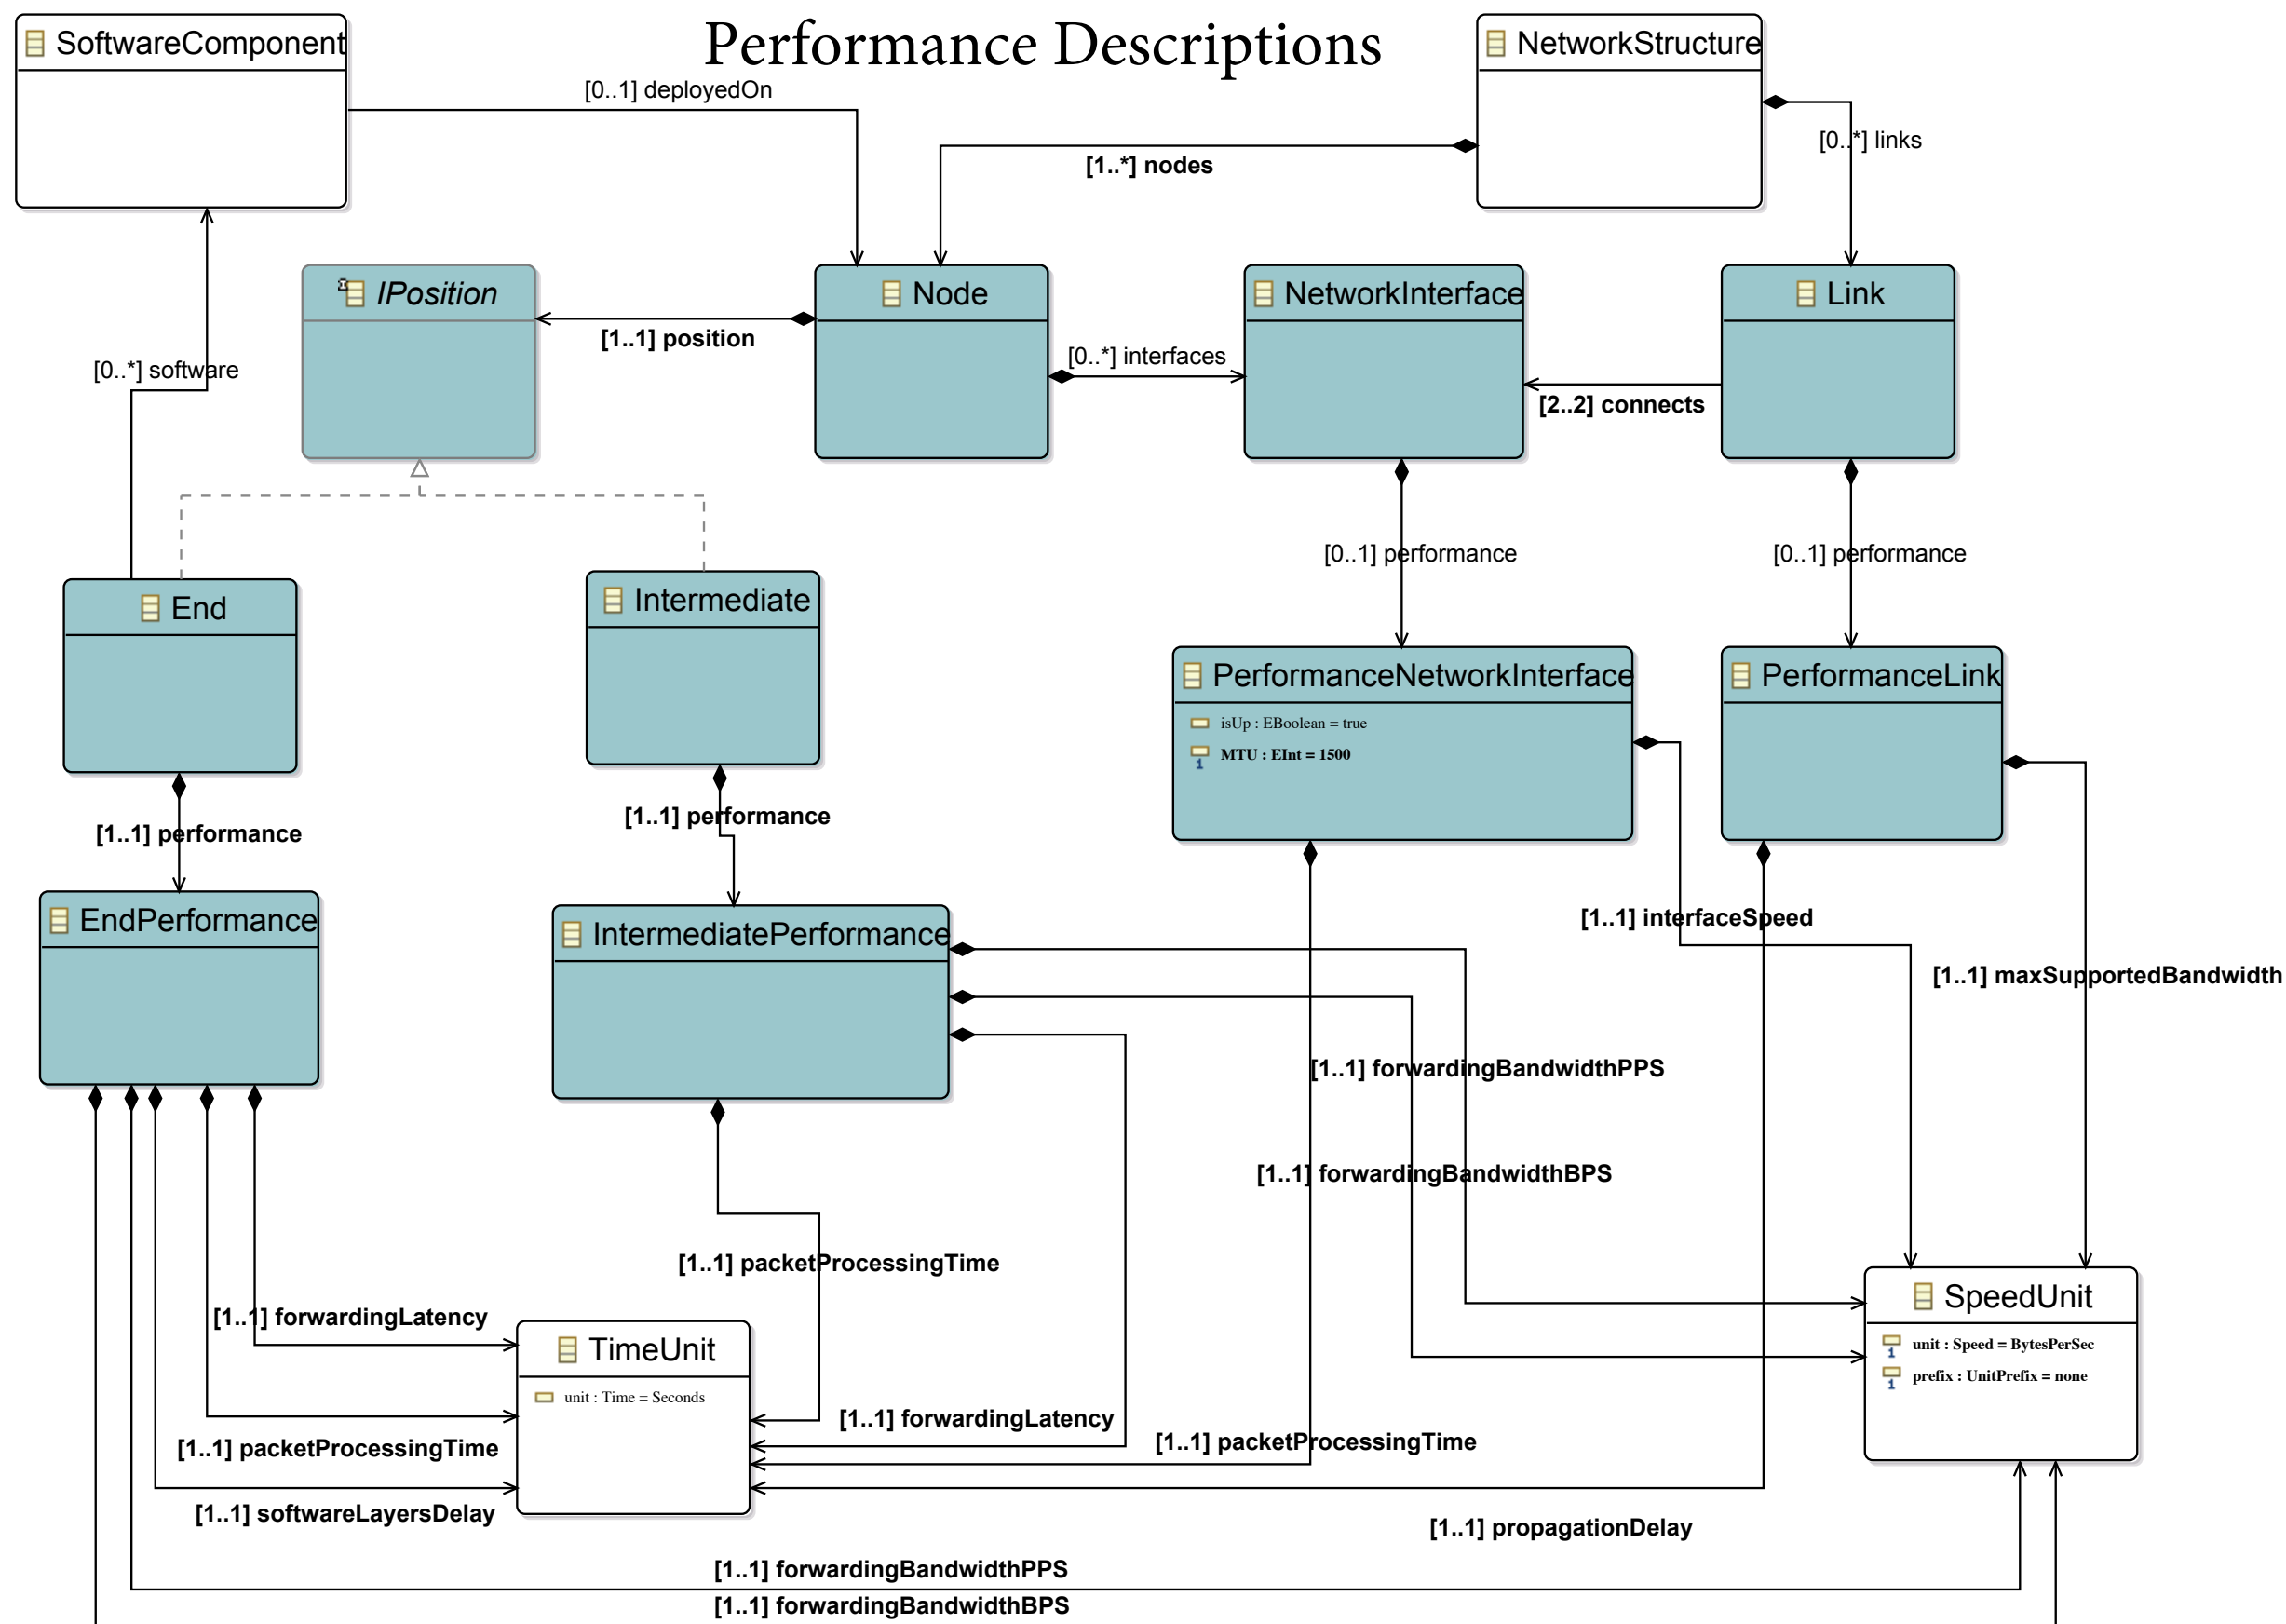 Performance Descriptions
SoftwareComponent
NetworkStructure
[0..1] deployedOn
[1..*] nodes
[0..*] links
IPosition
Node
NetworkInterface
Link
[1..1] position
[0..*] interfaces
[2..2] connects
[0..*] software
[0..1] performance
[0..1] performance
End
Intermediate
PerformanceNetworkInterface
isUp : EBoolean = true
1 MTU : EInt = 1500
PerformanceLink
[1..1] performance
[1..1] performance
EndPerformance
IntermediatePerformance
[1..1] interfaceSpeed
[1..1] maxSupportedBandwidth
[1..1] forwardingBandwidthPPS
[1..1] forwardingBandwidthBPS
[1..1] packetProcessingTime
[1..1] forwardingLatency
TimeUnit
unit : Time = Seconds
SpeedUnit
1 unit : Speed = BytesPerSec
1 prefix : UnitPrefix = none
[1..1] forwardingLatency
[1..1] packetProcessingTime
[1..1] packetProcessingTime
[1..1] softwareLayersDelay
[1..1] propagationDelay
[1..1] forwardingBandwidthPPS
[1..1] forwardingBandwidthBPS